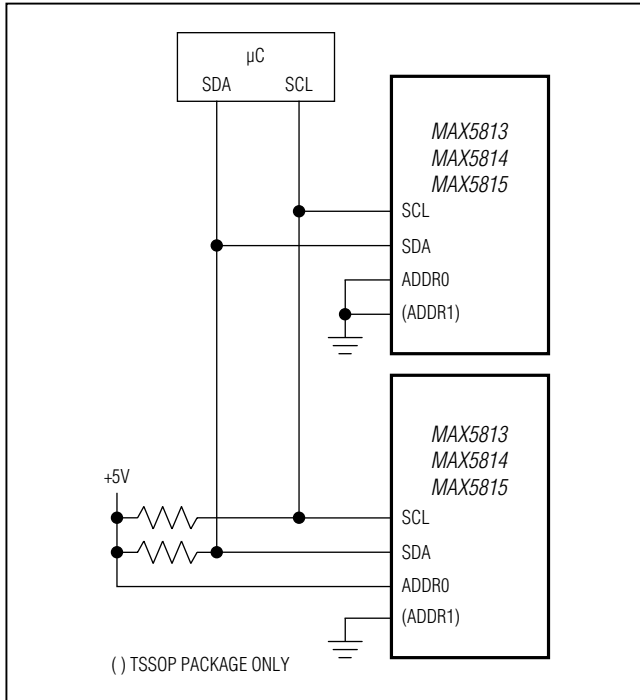 µC
SDA SCL
MAX5813
MAX5814
MAX5815
SCL
SDA
ADDR0
(ADDR1)
MAX5813
MAX5814
MAX5815
+5V
SCL
SDA
ADDR0
(ADDR1)
( ) TSSOP PACKAGE ONLY